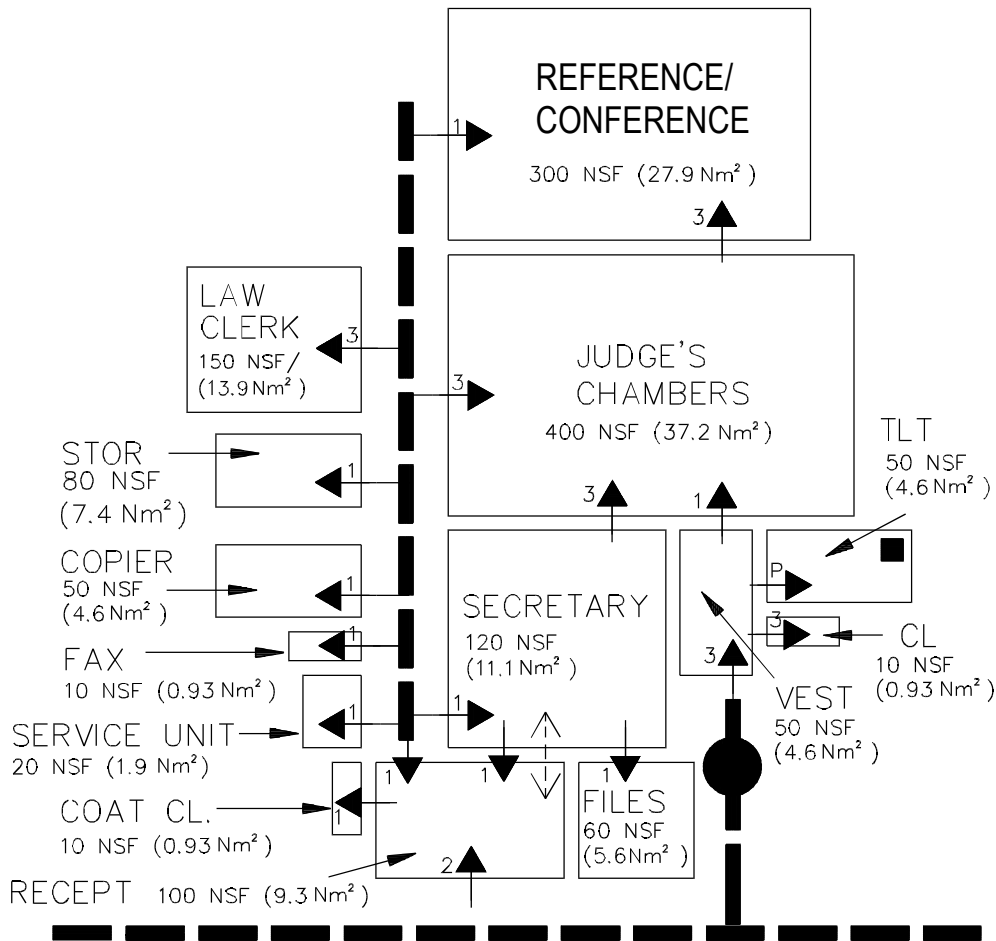 REFERENCE/
CONFERENCE
300 NSF (27.9 Nm²)
1
3
LAW
CLERK
150 NSF/
(13.9 Nm²)
3
JUDGE'S
CHAMBERS
400 NSF (37.2 Nm²)
3
3
1
TLT
50 NSF
(4.6 Nm²)
STOR
80 NSF
(7.4 Nm²)
1
COPIER
50 NSF
(4.6 Nm²)
1
SECRETARY
120 NSF
(11.1 Nm²)
1
P
3
3
CL
10 NSF
(0.93 Nm²)
FAX
10 NSF (0.93 Nm²)
1
VEST
50 NSF
(4.6 Nm²)
SERVICE UNIT
20 NSF (1.9 Nm²)
1
1
1
1
COAT CL.
10 NSF (0.93 Nm²)
1
FILES
60 NSF
(5.6 Nm²)
RECEPT 100 NSF (9.3 Nm²)
2